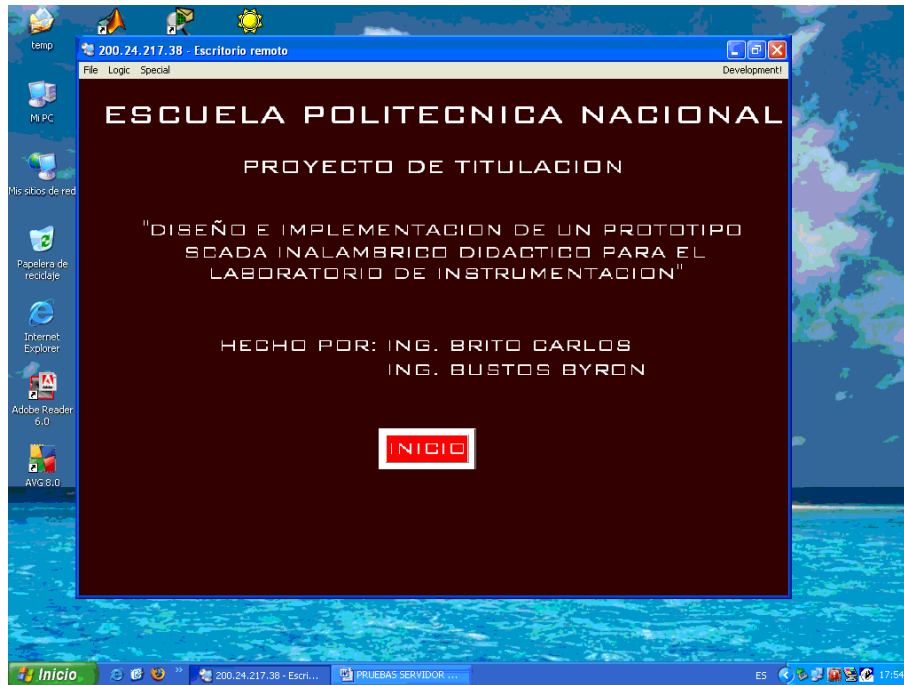 temp
200.24.217.38 - Escritorio remoto
File Logic Special Development!
Mi PC
ESCUELA POLITECNICA NACIONAL
PROYECTO DE TITULACION
Mis sitios de red
"DISEÑO E IMPLEMENTACION DE UN PROTOTIPO
SCADA INALAMBRICO DIDACTICO PARA EL
LABORATORIO DE INSTRUMENTACION"
Papelera de
reciclaje
Internet
Explorer
HECHO POR: ING. BRITO CARLOS
ING. BUSTOS BYRON
Adobe Reader
6.0
INICIO
AVG 8.0
Inicio
200.24.217.38 - Escri...
PRUEBAS SERVIDOR ...
ES
17:54